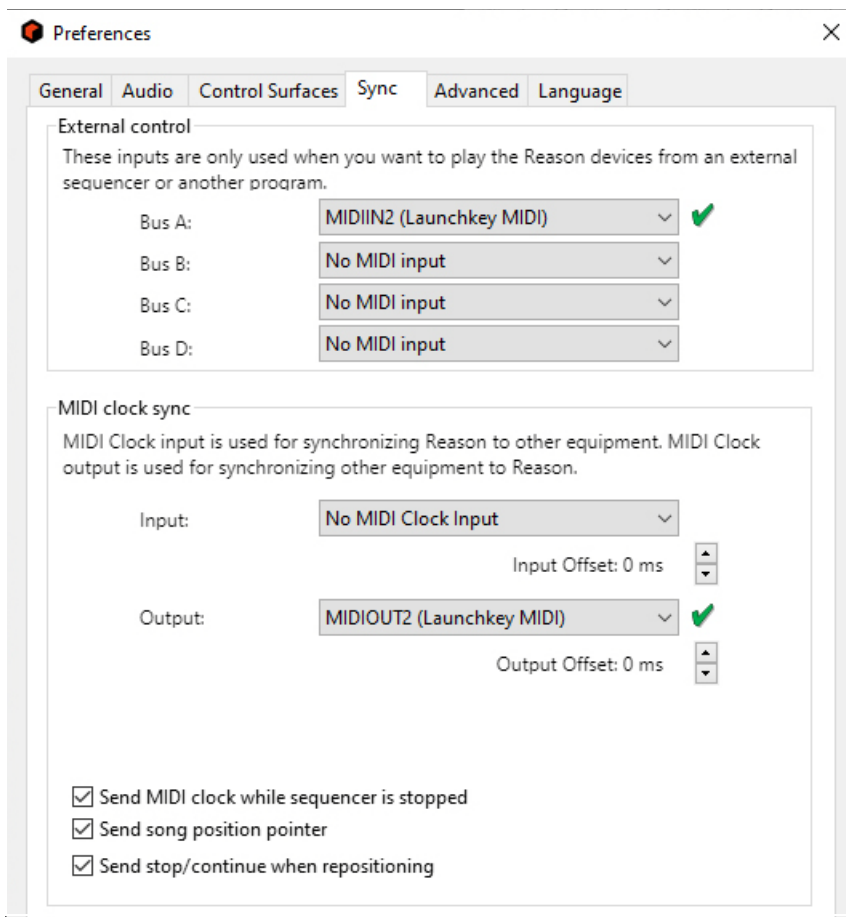 Preferences
General Audio Control Surfaces Sync Advanced Language
External control
These inputs are only used when you want to play the Reason devices from an external
sequencer or another program.
Bus A: MIDIIN2 (Launchkey MIDI)
Bus B: No MIDI input
Bus C: No MIDI input
Bus D: No MIDI input
MIDI clock sync
MIDI Clock input is used for synchronizing Reason to other equipment. MIDI Clock
output is used for synchronizing other equipment to Reason.
Input: No MIDI Clock Input
Input Offset: 0 ms
Output: MIDIOUT2 (Launchkey MIDI)
Output Offset: 0 ms
Send MIDI clock while sequencer is stopped
Send song position pointer
Send stop/continue when repositioning